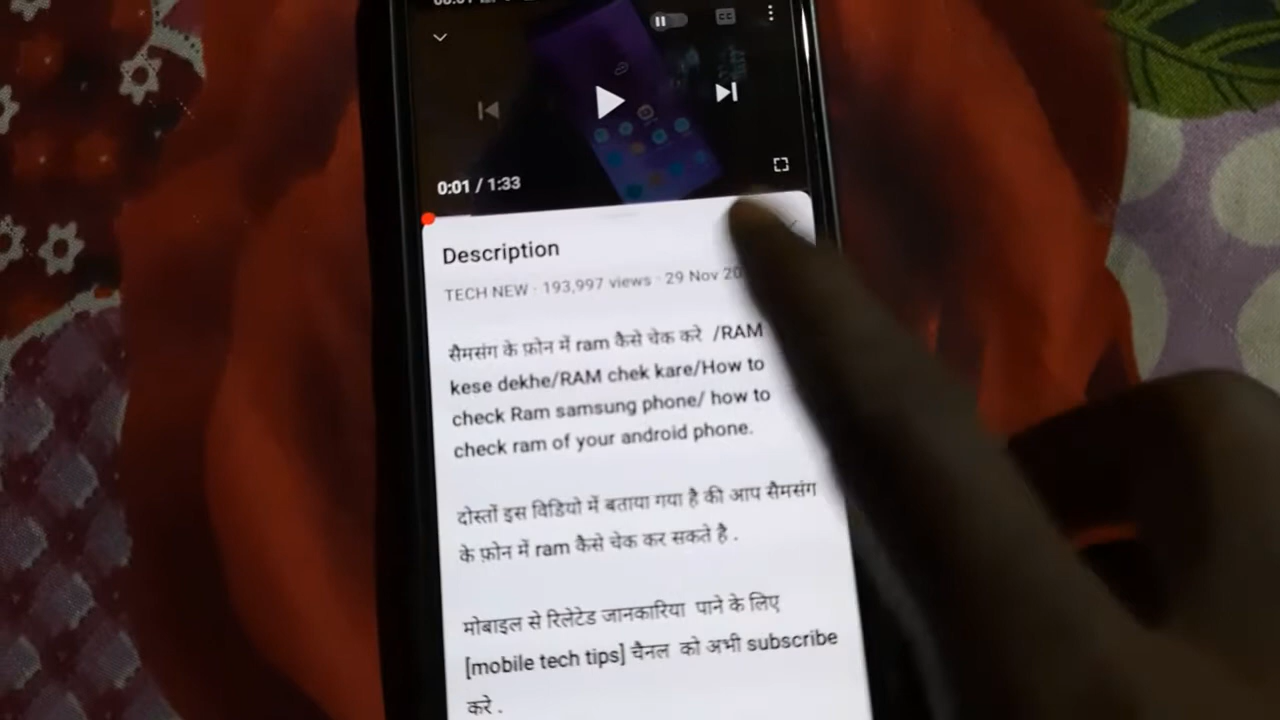 CC
0:01 / 1:33
Description
TECH NEW · 193,997 views · 29 Nov 20
सैमसंग के फ़ोन में ram कैसे चेक करे /RAM
kese dekhe/RAM chek kare/How to
check Ram samsung phone/ how to
check ram of your android phone.
दोस्तों इस विडियो में बताया गया है की आप सैमसंग
के फ़ोन में ram कैसे चेक कर सकते है .
मोबाइल से रिलेटेड जानकारिया पाने के लिए
[mobile tech tips] चैनल को अभी subscribe
करे .